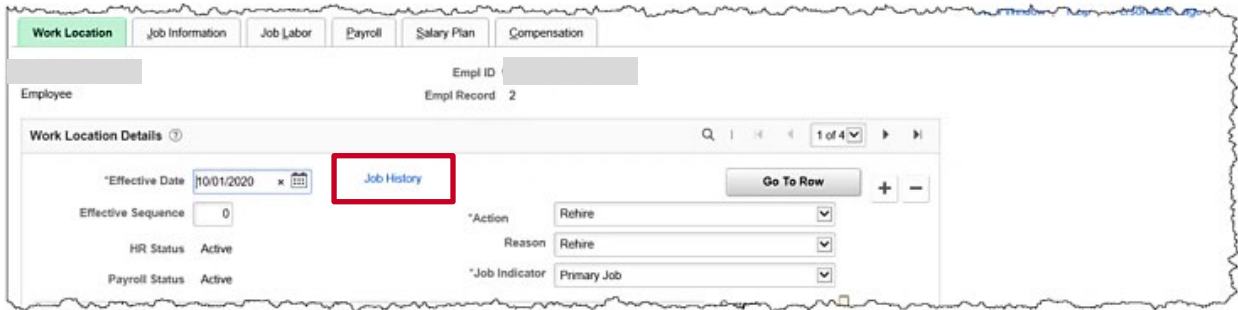 Work Location Job Information Job Labor Payroll Salary Plan Compensation
Empl ID
Employee Empl Record 2
Work Location Details 1 of 4
*Effective Date 10/01/2020 Job History Go To Row
Effective Sequence 0 *Action Rehire
HR Status Active Reason Rehire
Payroll Status Active *Job Indicator Primary Job